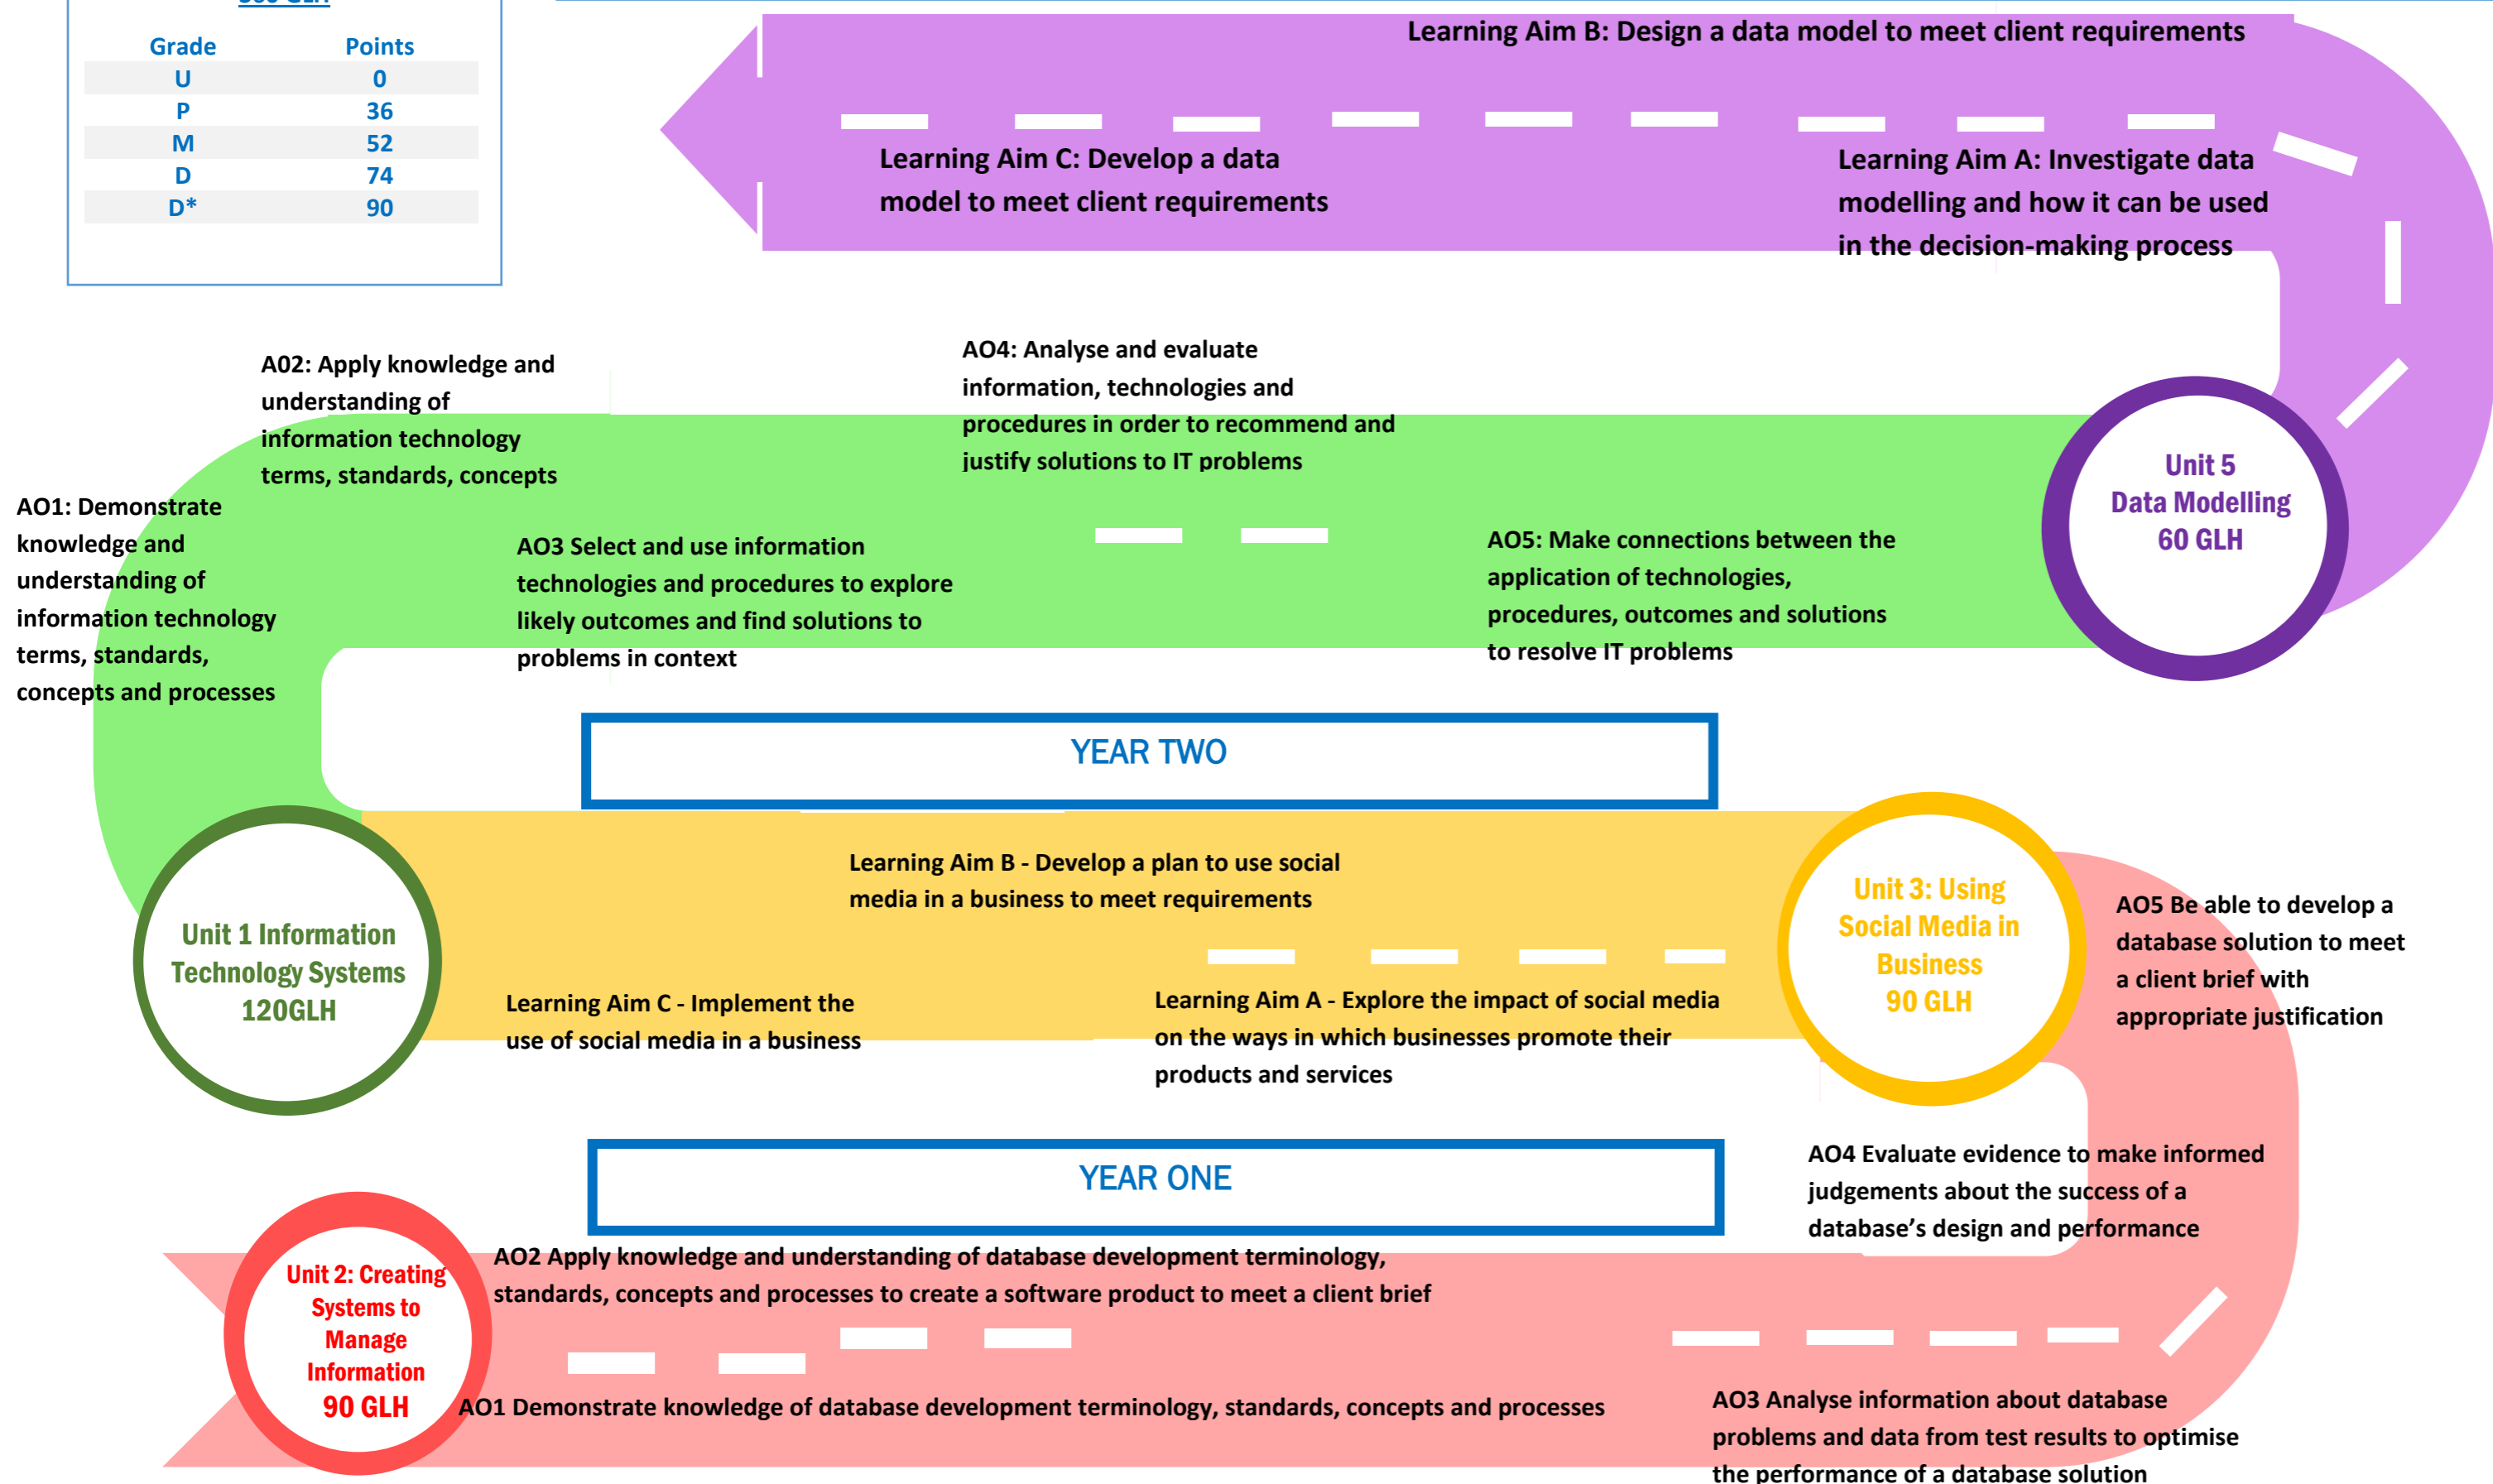 360 GLH
Grade Points
U 0
P 36
M 52
D 74
D* 90
Learning Aim B: Design a data model to meet client requirements
Learning Aim C: Develop a data
model to meet client requirements
Learning Aim A: Investigate data
modelling and how it can be used
in the decision-making process
A02: Apply knowledge and
understanding of
information technology
terms, standards, concepts
AO4: Analyse and evaluate
information, technologies and
procedures in order to recommend and
justify solutions to IT problems
Unit 5
Data Modelling
60 GLH
AO1: Demonstrate
knowledge and
understanding of
information technology
terms, standards,
concepts and processes
AO3 Select and use information
technologies and procedures to explore
likely outcomes and find solutions to
problems in context
AO5: Make connections between the
application of technologies,
procedures, outcomes and solutions
to resolve IT problems
YEAR TWO
Unit 1 Information
Technology Systems
120GLH
Learning Aim B - Develop a plan to use social
media in a business to meet requirements
Learning Aim C - Implement the
use of social media in a business
Learning Aim A - Explore the impact of social media
on the ways in which businesses promote their
products and services
Unit 3: Using
Social Media in
Business
90 GLH
AO5 Be able to develop a
database solution to meet
a client brief with
appropriate justification
YEAR ONE
AO4 Evaluate evidence to make informed
judgements about the success of a
database’s design and performance
Unit 2: Creating
Systems to
Manage
Information
90 GLH
AO2 Apply knowledge and understanding of database development terminology,
standards, concepts and processes to create a software product to meet a client brief
AO1 Demonstrate knowledge of database development terminology, standards, concepts and processes
AO3 Analyse information about database
problems and data from test results to optimise
the performance of a database solution